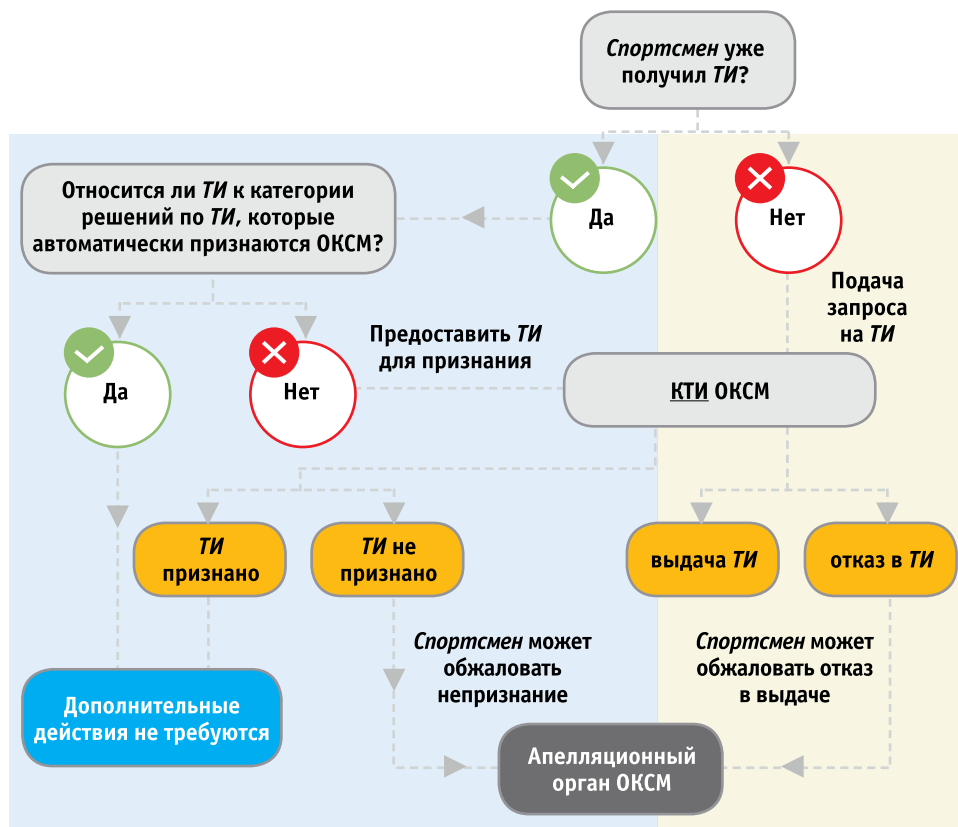 Спортсмен уже
получил ТИ?
Да
Нет
Относится ли ТИ к категории
решений по ТИ, которые
автоматически признаются ОКСМ?
Подача
запроса
на ТИ
Да
Нет
Предоставить ТИ
для признания
КТИ ОКСМ
ТИ
признано
ТИ не
признано
выдача ТИ
отказ в ТИ
Спортсмен может
обжаловать
непризнание
Спортсмен может
обжаловать отказ
в выдаче
Дополнительные
действия не требуются
Апелляционный
орган ОКСМ